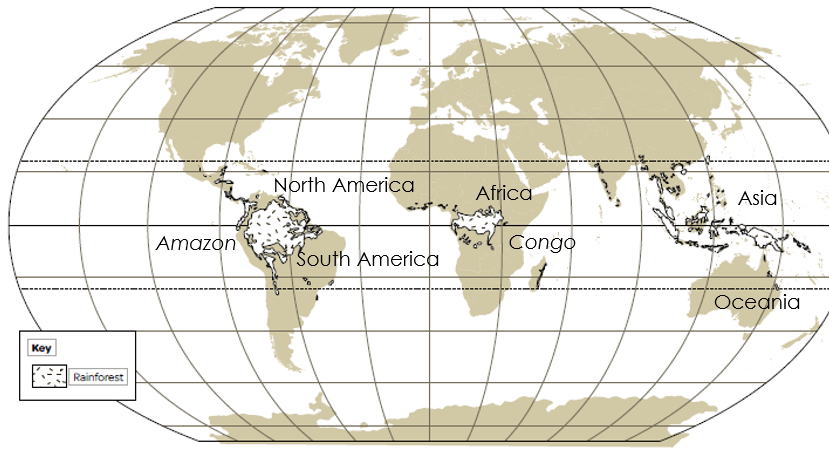 North America
Africa
Asia
Amazon
Congo
South America
Oceania
Key
Rainforest